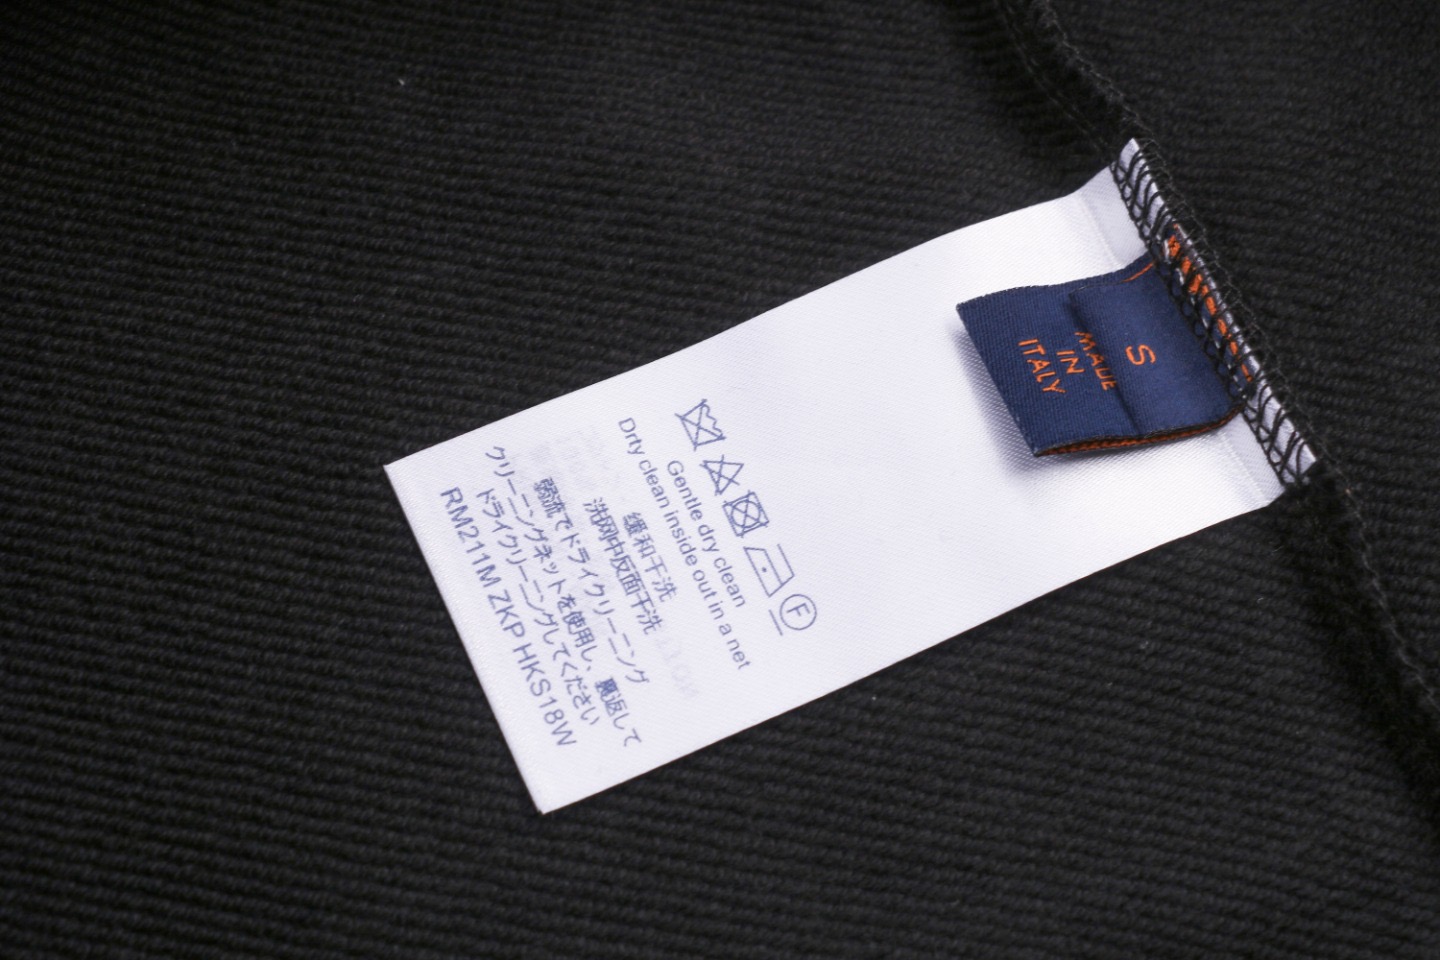 S
MADE
IN
ITALY
F
Gentle dry clean
Drty clean inside out in a net
缓和干洗
洗网中反面干洗
弱流でドライクリーニング
クリーニングネットを使用し、裏返して
ドライクリーニングしてください
RM211M ZKP HKS18W